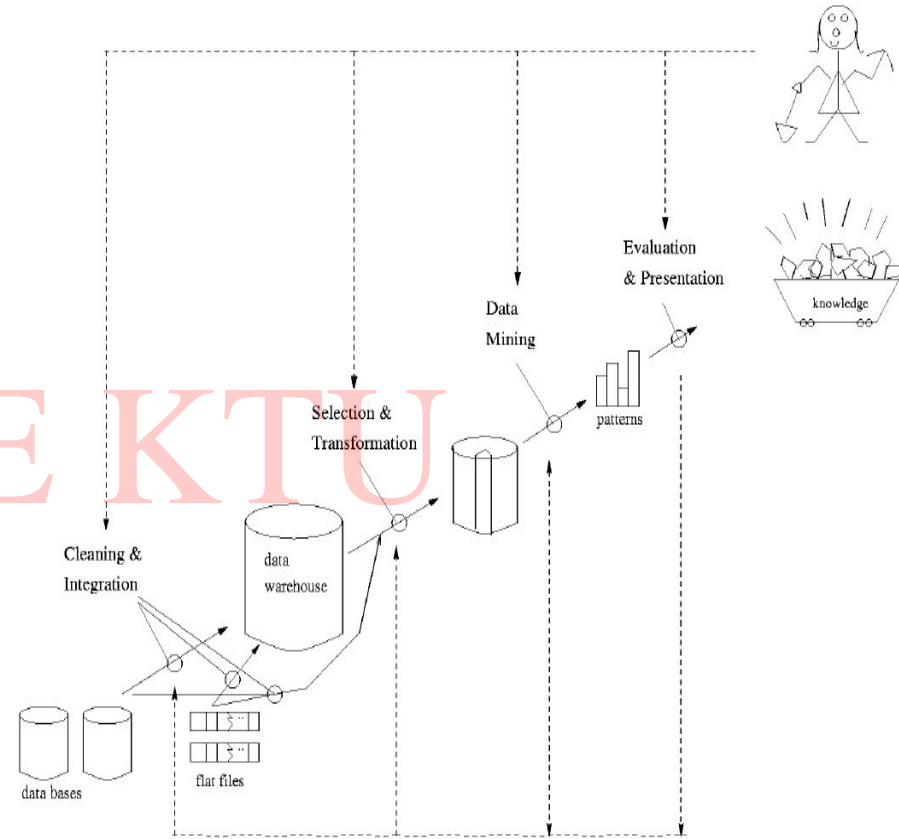 Evaluation
& Presentation
knowledge
Data
Mining
patterns
Selection &
Transformation
E KTU
Cleaning &
Integration
data
warehouse
flat files
data bases